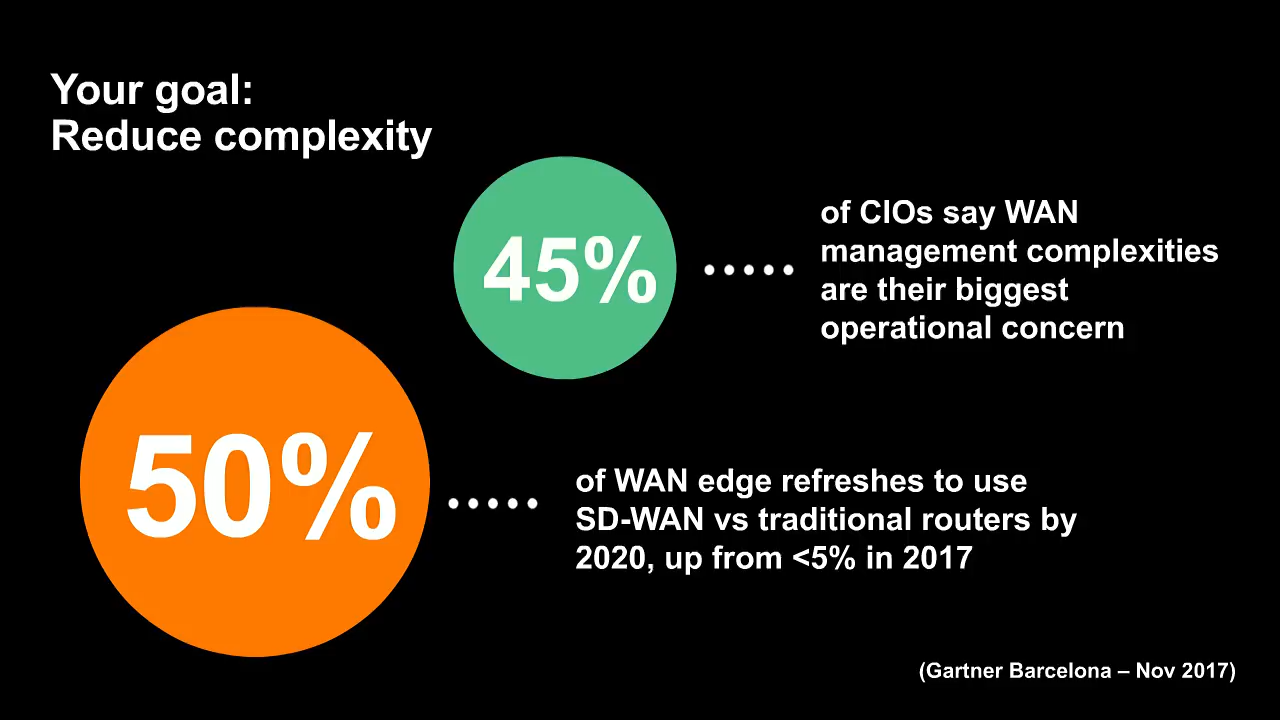 Your goal:
Reduce complexity
45%
of CIOs say WAN
management complexities
are their biggest
operational concern
50%
of WAN edge refreshes to use
SD-WAN vs traditional routers by
2020, up from <5% in 2017
(Gartner Barcelona – Nov 2017)